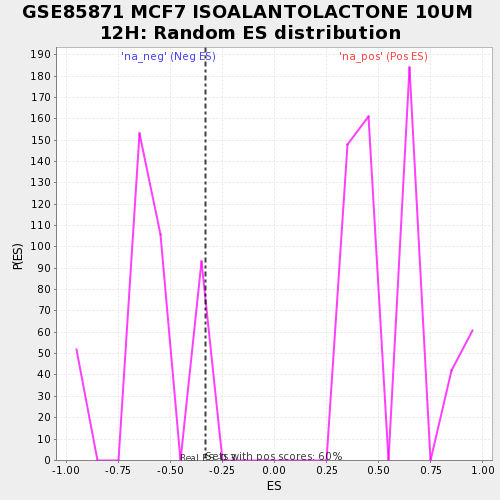 GSE85871 MCF7 ISOALANTOLACTONE 10UM
12H: Random ES distribution
'na_neg' (Neg ES)
'na_pos' (Pos ES)
190
180
170
160
150
140
130
120
110
100
90
80
70
60
50
40
30
20
10
0
P(ES)
Sets with pos scores: 60%
Real ES
-1.00 -0.75 -0.50 -0.25 0.00 0.25 0.50 0.75 1.00
ES